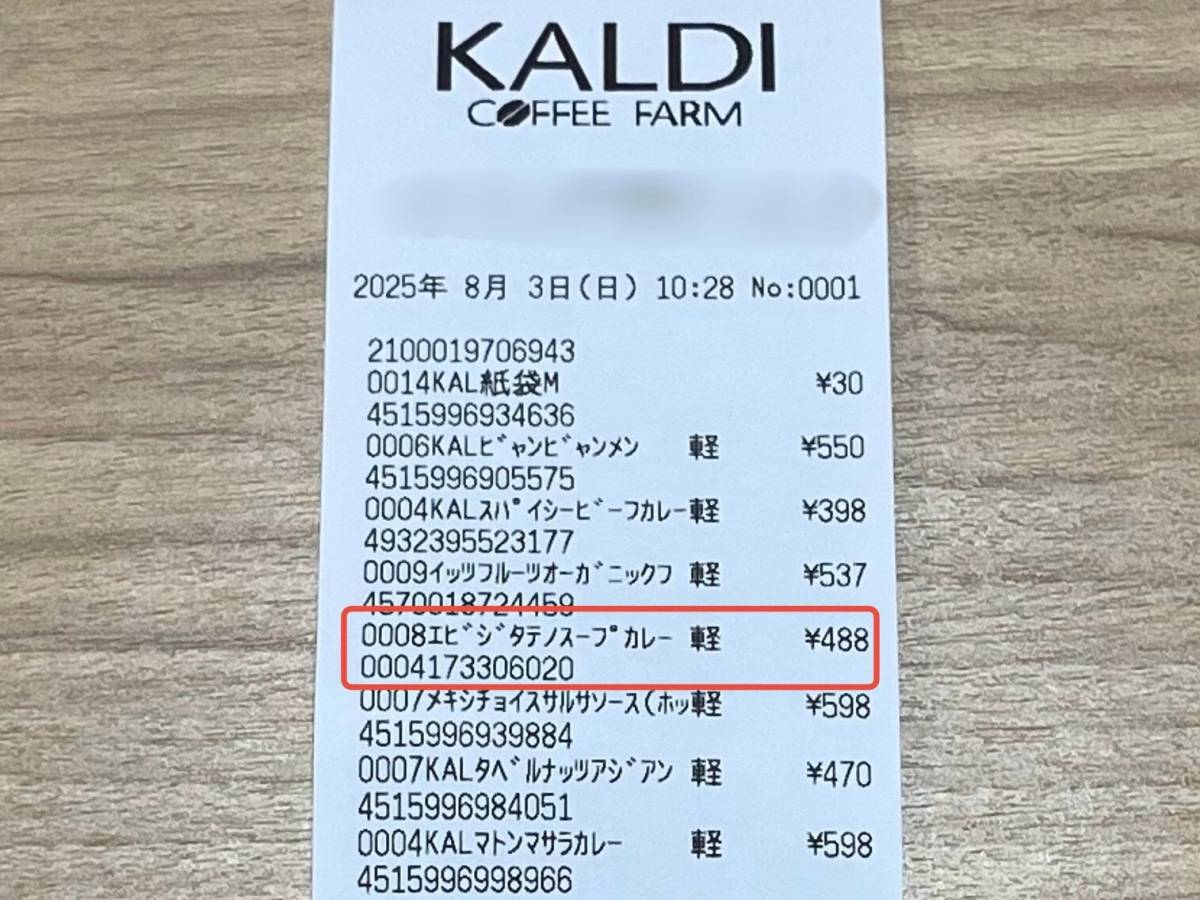 KALDI
COFFEE FARM
2025年 8月 3日(日) 10:28 No:0001
2100019706943
0014KAL紙袋M ¥30
4515996934636
0006KALビャンビャンメン 軽 ¥550
4515996905575
0004KALスパイシービーフカレー軽 ¥398
4932395523177
0009イッツフルーツオーガニックフ 軽 ¥537
4570018724459
0008エビジタテノスープカレー 軽 ¥488
0004173306020
0007メキシチョイスサルサソース(ホッ軽 ¥598
4515996939884
0007KALタベルナッツアジアン 軽 ¥470
4515996984051
0004KALマトンマサラカレー 軽 ¥598
4515996998966